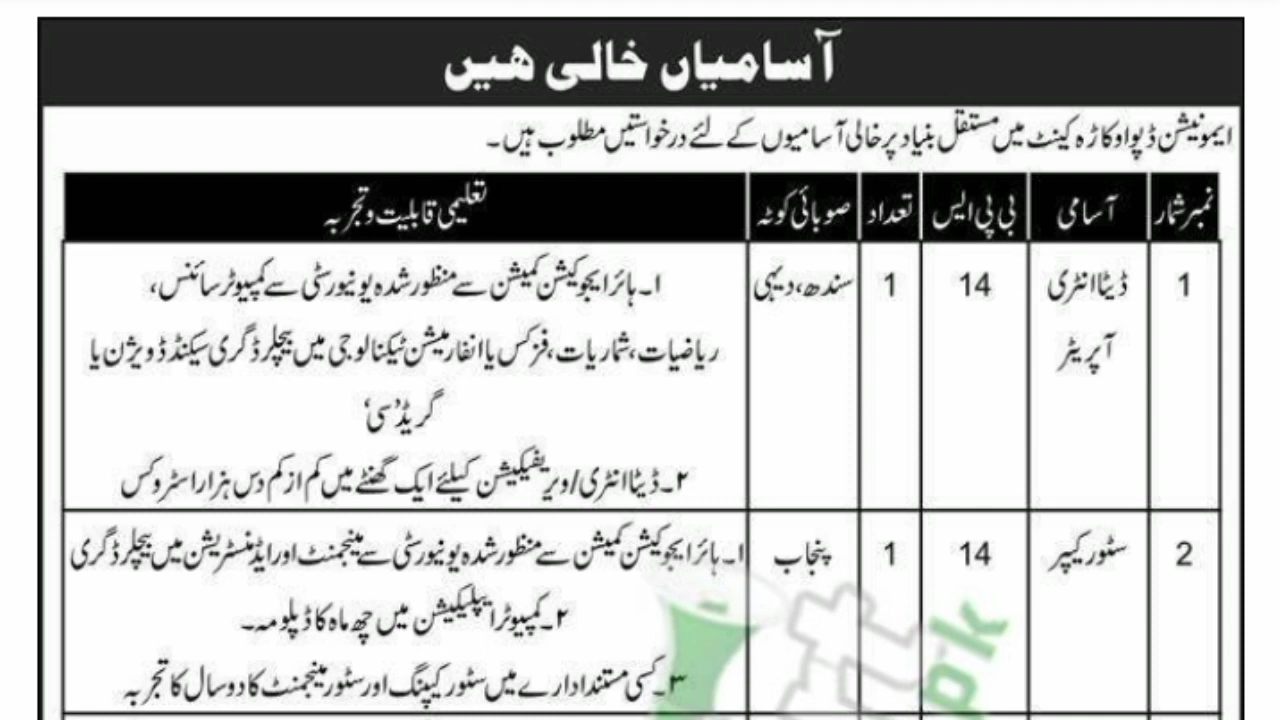 آسامیاں خالی ھیں
ایمونیشن ڈپو اوکاڑہ کینٹ میں مستقل بنیاد پر خالی آسامیوں کے لئے درخواستیں مطلوب ہیں۔
نمبر شمار آسامی بی پی ایس تعداد صوبائی کوٹہ تعلیمی قابلیت و تجربہ
1 ڈیٹا انٹری 14 1 سندھ، دیہی ۱۔ ہائر ایجوکیشن کمیشن سے منظور شدہ یونیورسٹی سے کمپیوٹر سائنس،
آپریٹر ریاضیات، شماریات، فزکس یا انفارمیشن ٹیکنالوجی میں بیچلر ڈگری سیکنڈ ڈویژن یا
گریڈ 'سی'
۲۔ ڈیٹا انٹری/ویریفیکیشن کیلئے ایک گھنٹے میں کم از کم دس ہزار اسٹروکس
2 سٹور کیپر 14 1 پنجاب ۱۔ ہائر ایجوکیشن کمیشن سے منظور شدہ یونیورسٹی سے مینجمنٹ اور ایڈمنسٹریشن میں بیچلر ڈگری
۲۔ کمپیوٹر ایپلیکیشن میں چھ ماہ کا ڈپلومہ۔
۳۔ کسی مستند ادارے میں سٹور کیپنگ اور سٹور مینجمنٹ کا دو سال کا تجربہ
pk